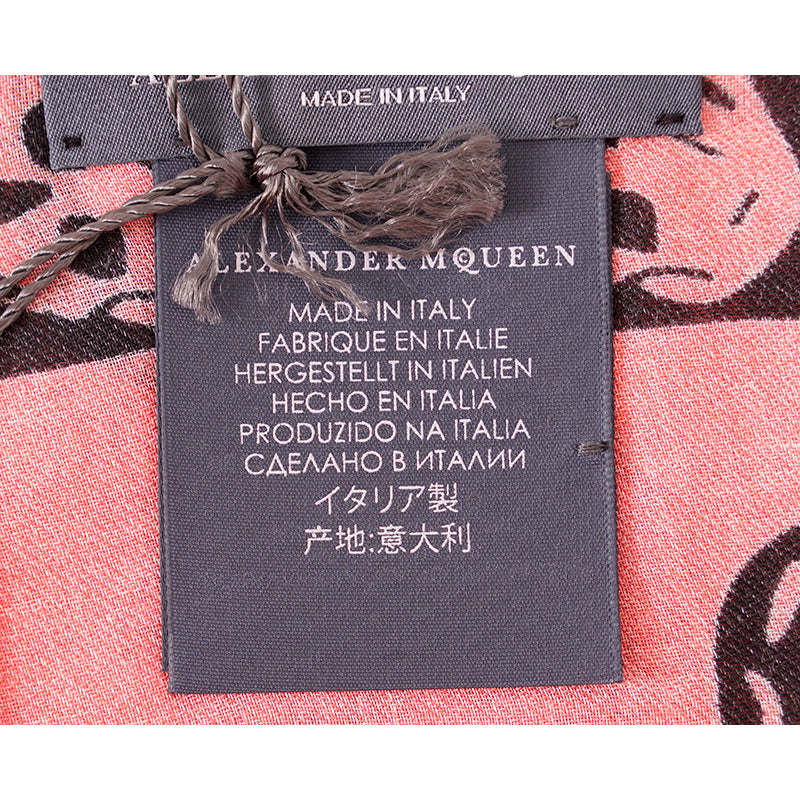 MADE IN ITALY
ALEXANDER MCQUEEN
MADE IN ITALY
FABRIQUE EN ITALIE
HERGESTELLT IN ITALIEN
HECHO EN ITALIA
PRODUZIDO NA ITALIA
СДЕЛАНО В ИТАЛИИ
イタリア製
产地:意大利